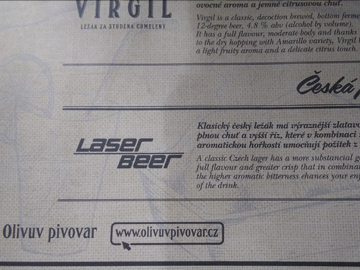 ovocné aroma a jemně citrusovou chuť.
VIRGIL
LEŽÁK ZA STUDENA CHMELENÝ
Virgil is a classic, decoction brewed, bottom ferme
12-degree beer, 4,8 % alc (alcohol by volume).
It has a full flavour, moderate body and thanks
to the dry hopping with Amarillo variety, Virgil h
a light fruity aroma and a delicate citrus touch.
Česká
LASER
BEER
Klasický český ležák má výraznější zlatavo
plnou chuť a vyšší říz, které v kombinaci
aromatickou hořkostí umocňují požitek z
A classic Czech lager has a more substancial g
full flavour and greater crisp that in combina
the higher aromatic bitterness enhances your en
of the drink.
Olivuv pivovar
www.olivuvpivovar.cz